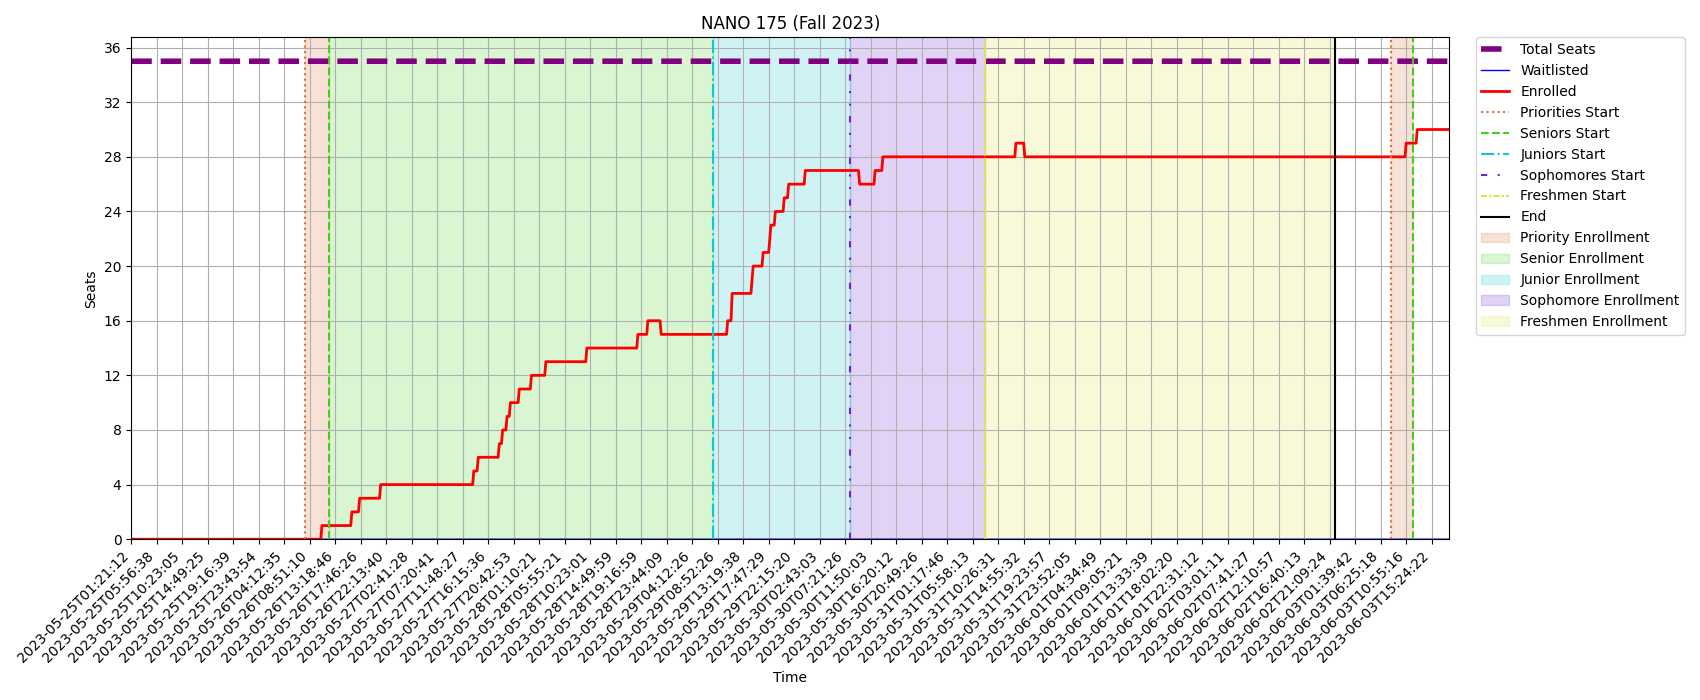 NANO 175 (Fall 2023)
36
32
28
24
20
16
12
8
4
0
Seats
2023-05-25T01:21:12
2023-05-25T05:56:38
2023-05-25T10:23:05
2023-05-25T14:49:25
2023-05-25T19:16:39
2023-05-25T23:43:54
2023-05-26T04:12:35
2023-05-26T08:51:10
2023-05-26T13:18:46
2023-05-26T17:46:26
2023-05-26T22:13:40
2023-05-27T02:41:28
2023-05-27T07:20:41
2023-05-27T11:48:27
2023-05-27T16:15:36
2023-05-27T20:42:53
2023-05-28T01:10:21
2023-05-28T05:55:21
2023-05-28T10:23:01
2023-05-28T14:49:59
2023-05-28T19:16:59
2023-05-28T23:44:09
2023-05-29T04:12:26
2023-05-29T08:52:26
2023-05-29T13:19:38
2023-05-29T17:47:29
2023-05-29T22:15:20
2023-05-30T02:43:03
2023-05-30T07:21:26
2023-05-30T11:50:03
2023-05-30T16:20:12
2023-05-30T20:49:26
2023-05-31T01:17:46
2023-05-31T05:58:13
2023-05-31T10:26:31
2023-05-31T14:55:32
2023-05-31T19:23:57
2023-05-31T23:52:05
2023-06-01T04:34:49
2023-06-01T09:05:21
2023-06-01T13:33:39
2023-06-01T18:02:20
2023-06-01T22:31:12
2023-06-02T03:01:11
2023-06-02T07:41:27
2023-06-02T12:10:57
2023-06-02T16:40:13
2023-06-02T21:09:24
2023-06-03T01:39:42
2023-06-03T06:25:18
2023-06-03T10:55:16
2023-06-03T15:24:22
Time
Total Seats
Waitlisted
Enrolled
Priorities Start
Seniors Start
Juniors Start
Sophomores Start
Freshmen Start
End
Priority Enrollment
Senior Enrollment
Junior Enrollment
Sophomore Enrollment
Freshmen Enrollment